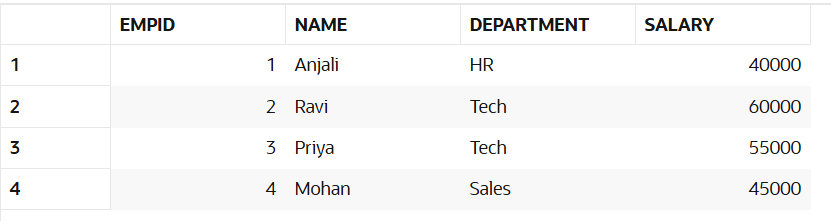 EMPID NAME DEPARTMENT SALARY
1 1 Anjali HR 40000
2 2 Ravi Tech 60000
3 3 Priya Tech 55000
4 4 Mohan Sales 45000